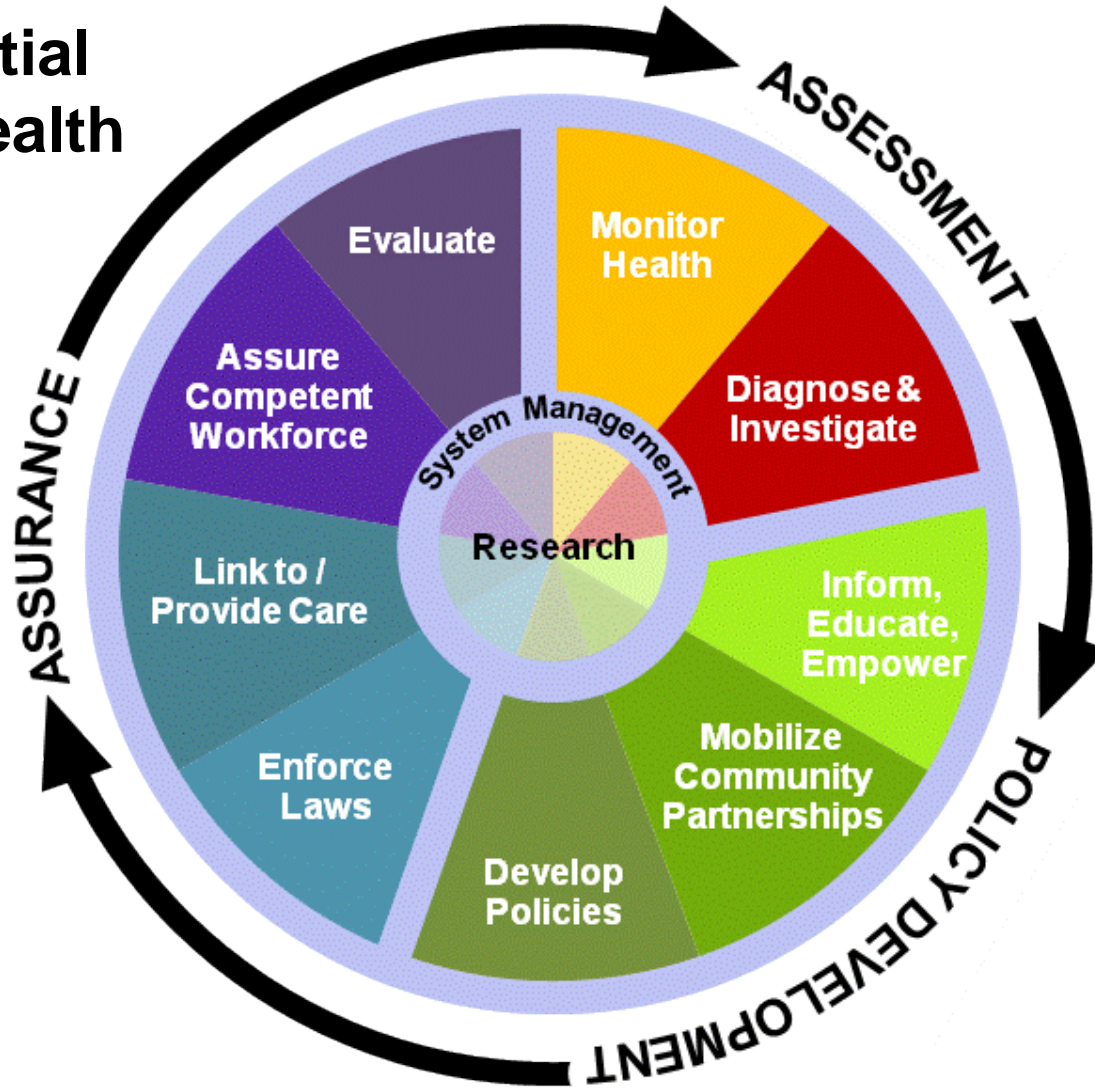 tial
ealth
ASSESSMENT
POLICY DEVELOPMENT
ASSURANCE
Evaluate
Monitor
Health
Diagnose &
Investigate
Inform,
Educate,
Empower
Mobilize
Community
Partnerships
Develop
Policies
Enforce
Laws
Link to /
Provide Care
Assure
Competent
Workforce
System Management
Research